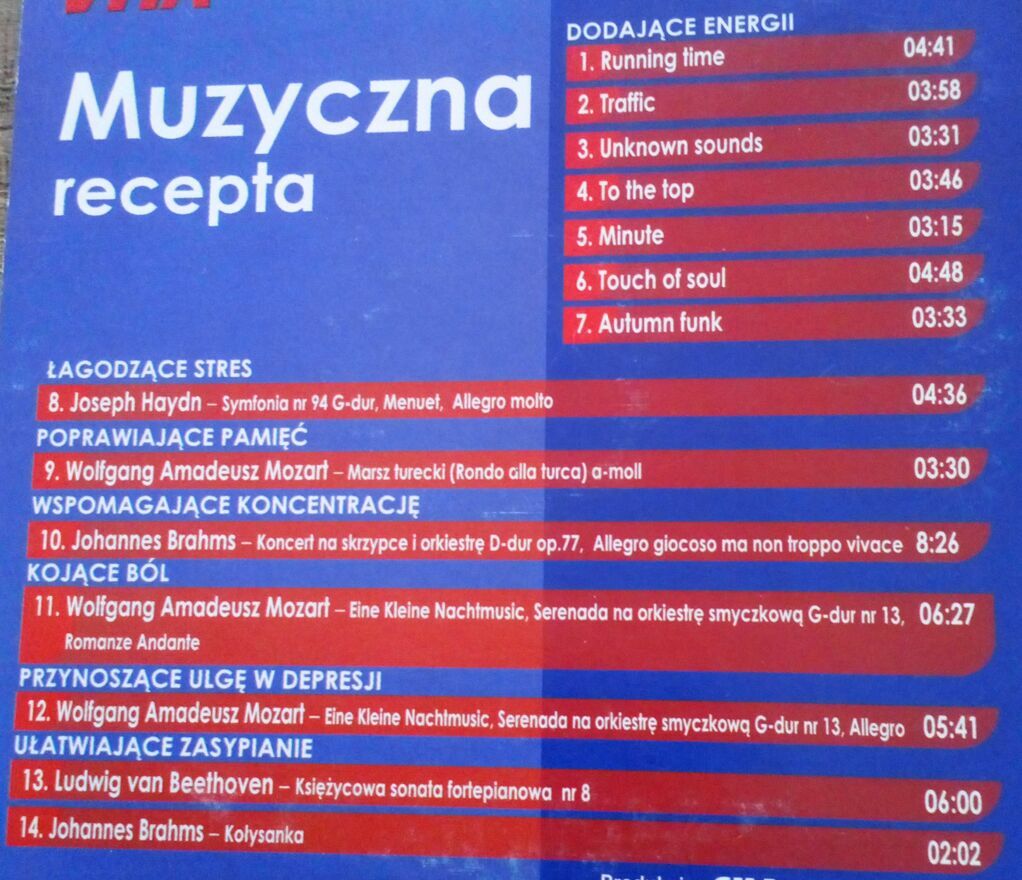 Muzyczna
recepta
DODAJĄCE ENERGII
1. Running time 04:41
2. Traffic 03:58
3. Unknown sounds 03:31
4. To the top 03:46
5. Minute 03:15
6. Touch of soul 04:48
7. Autumn funk 03:33
ŁAGODZĄCE STRES
8. Joseph Haydn – Symfonia nr 94 G-dur, Menuet, Allegro molto 04:36
POPRAWIAJĄCE PAMIĘĆ
9. Wolfgang Amadeusz Mozart – Marsz turecki (Rondo alla turca) a-moll 03:30
WSPOMAGAJĄCE KONCENTRACJĘ
10. Johannes Brahms – Koncert na skrzypce i orkiestrę D-dur op.77, Allegro giocoso ma non troppo vivace 8:26
KOJĄCE BÓL
11. Wolfgang Amadeusz Mozart – Eine Kleine Nachtmusic, Serenada na orkiestrę smyczkową G-dur nr 13, 06:27
Romanze Andante
PRZYNOSZĄCE ULGĘ W DEPRESJI
12. Wolfgang Amadeusz Mozart – Eine Kleine Nachtmusic, Serenada na orkiestrę smyczkową G-dur nr 13, Allegro 05:41
UŁATWIAJĄCE ZASYPIANIE
13. Ludwig van Beethoven – Księżycowa sonata fortepianowa nr 8 06:00
14. Johannes Brahms – Kołysanka 02:02